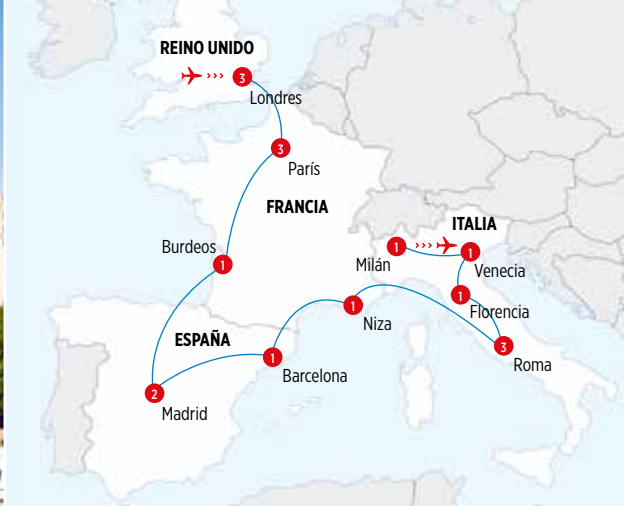 REINO UNIDO
3
Londres
3
París
FRANCIA
ITALIA
1
Milán
1
Venecia
Burdeos
1
1
Florencia
1
Niza
3
Roma
ESPAÑA
1
Barcelona
2
Madrid